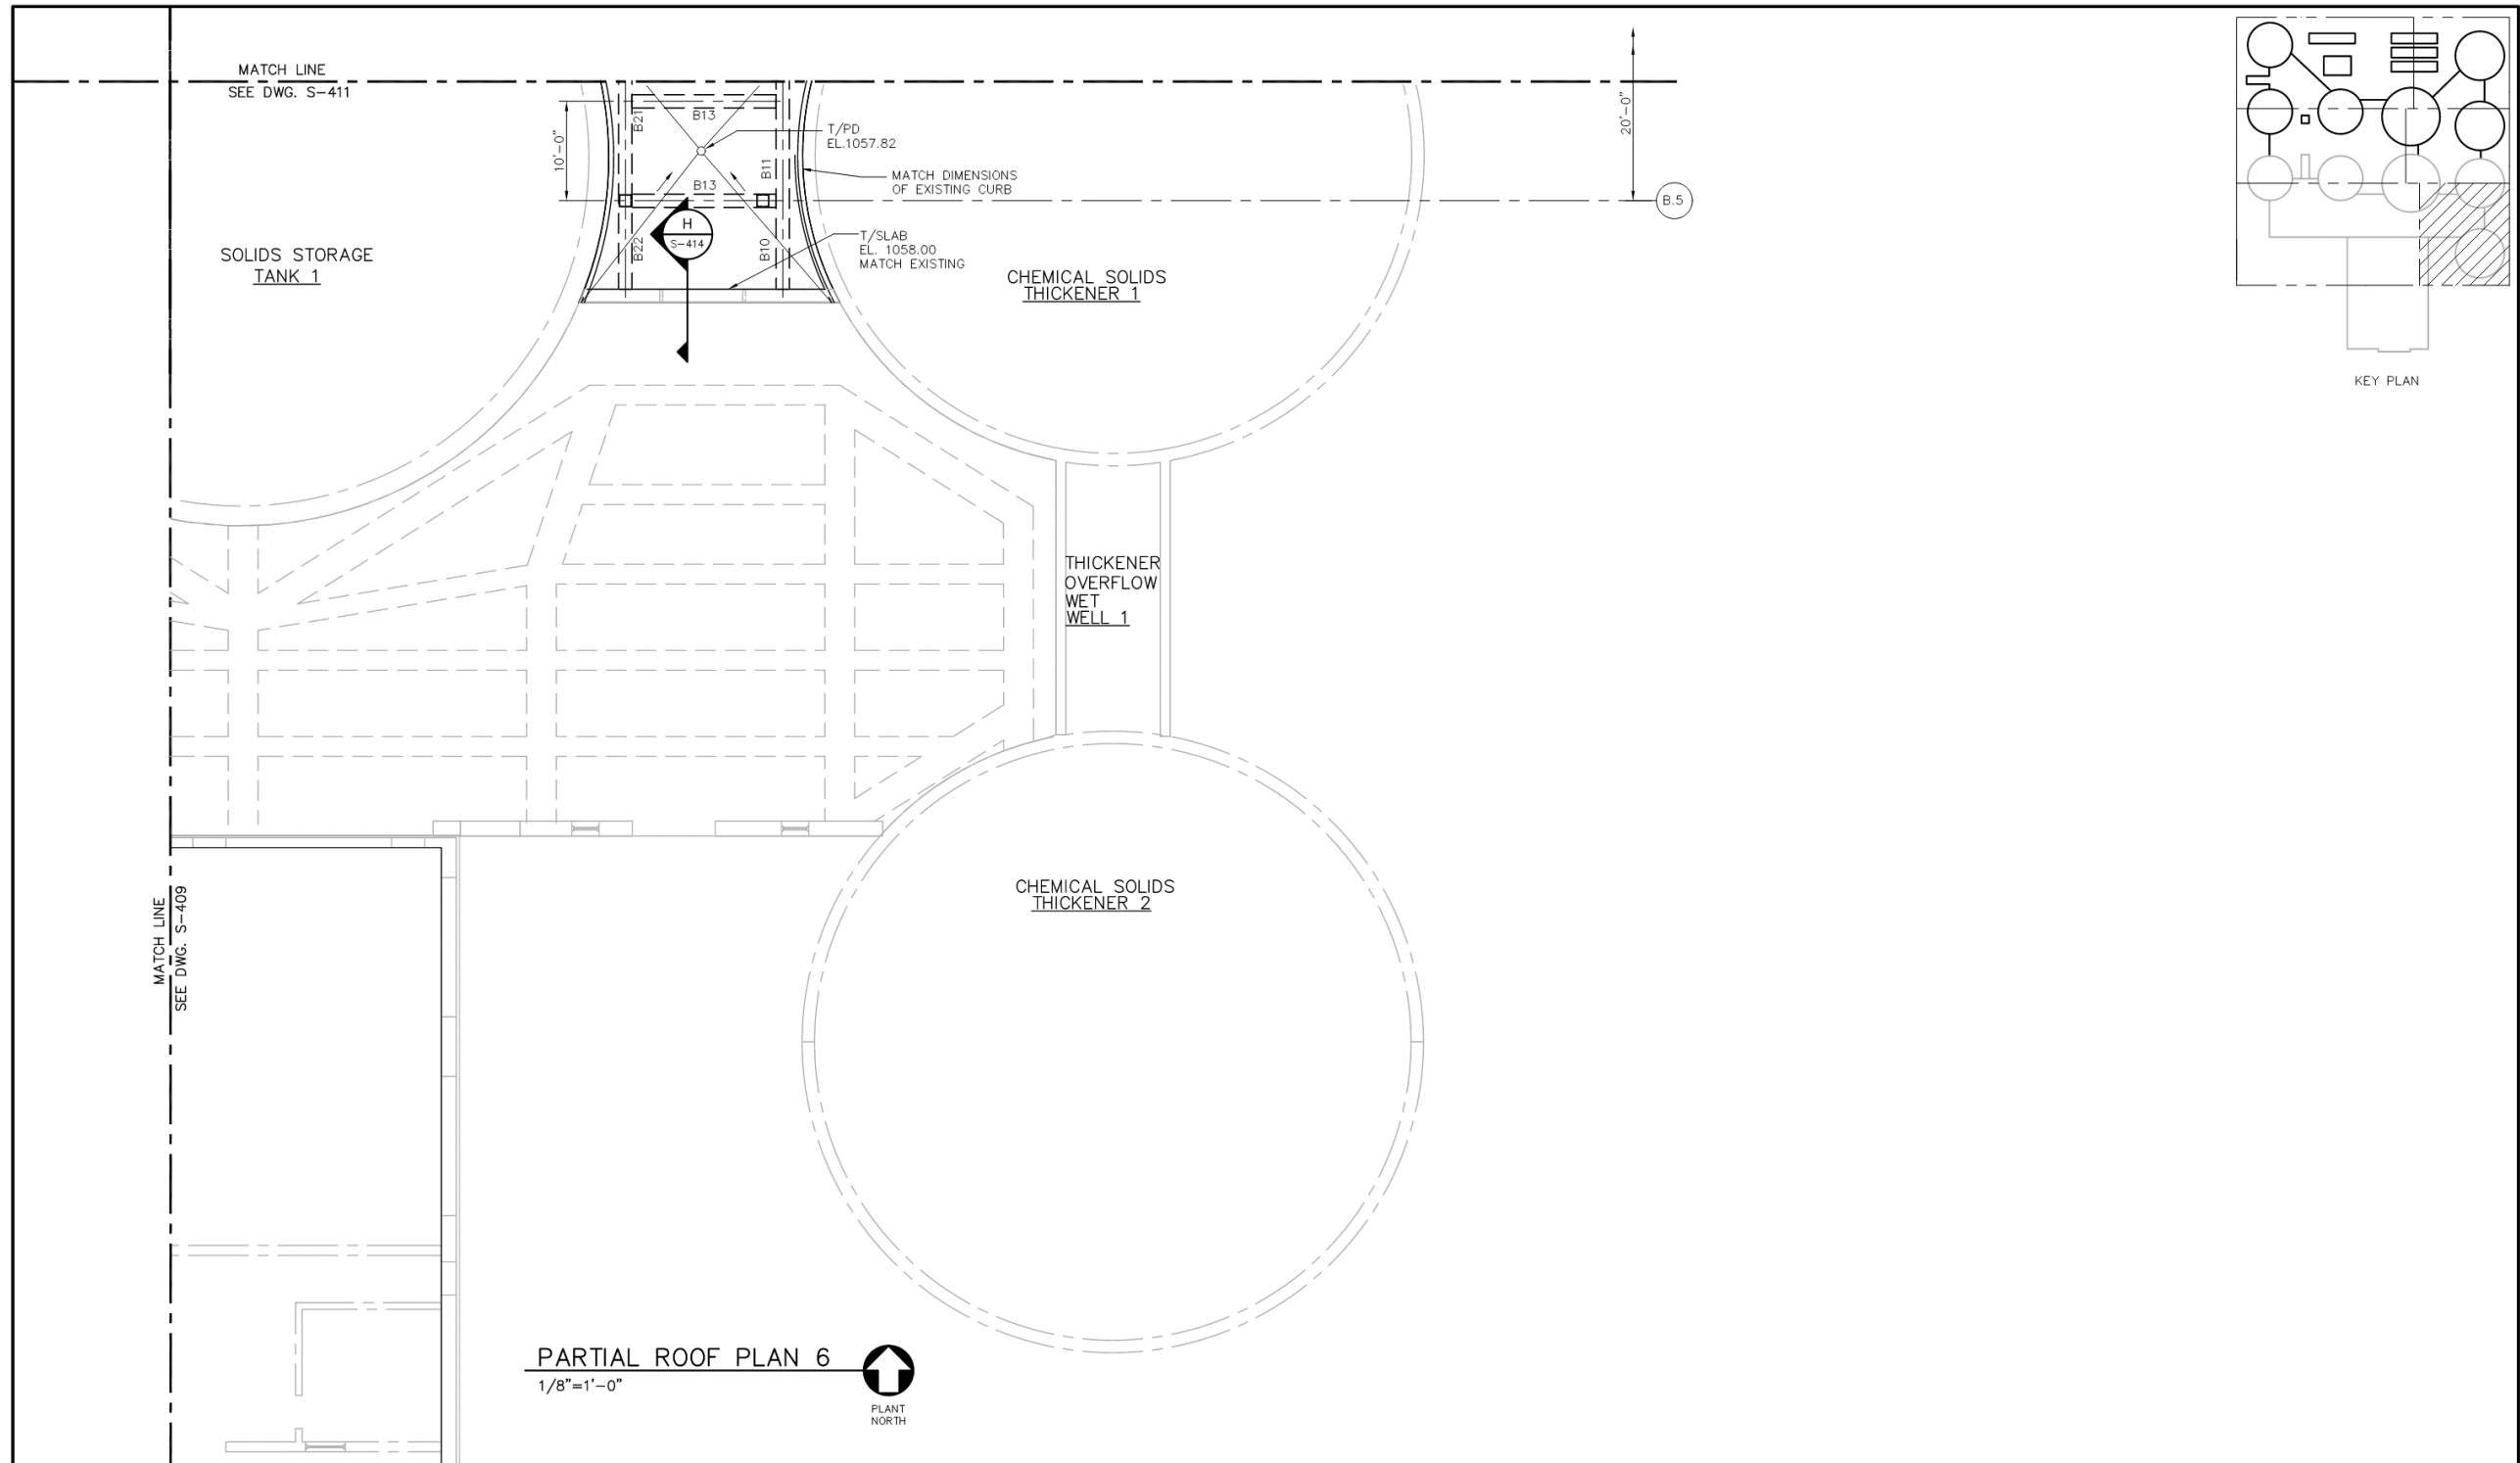 MATCH LINE
SEE DWG. S-411
10'-0"
B21
B13
T/PD
EL.1057.82
B11
B13
MATCH DIMENSIONS
OF EXISTING CURB
20'-0"
B.5
H
S-414
B22
B10
T/SLAB
EL. 1058.00
MATCH EXISTING
SOLIDS STORAGE
TANK 1
CHEMICAL SOLIDS
THICKENER 1
KEY PLAN
THICKENER
OVERFLOW
WET
WELL 1
CHEMICAL SOLIDS
THICKENER 2
MATCH LINE
SEE DWG. S-409
PARTIAL ROOF PLAN 6
1/8"=1'-0"
PLANT
NORTH